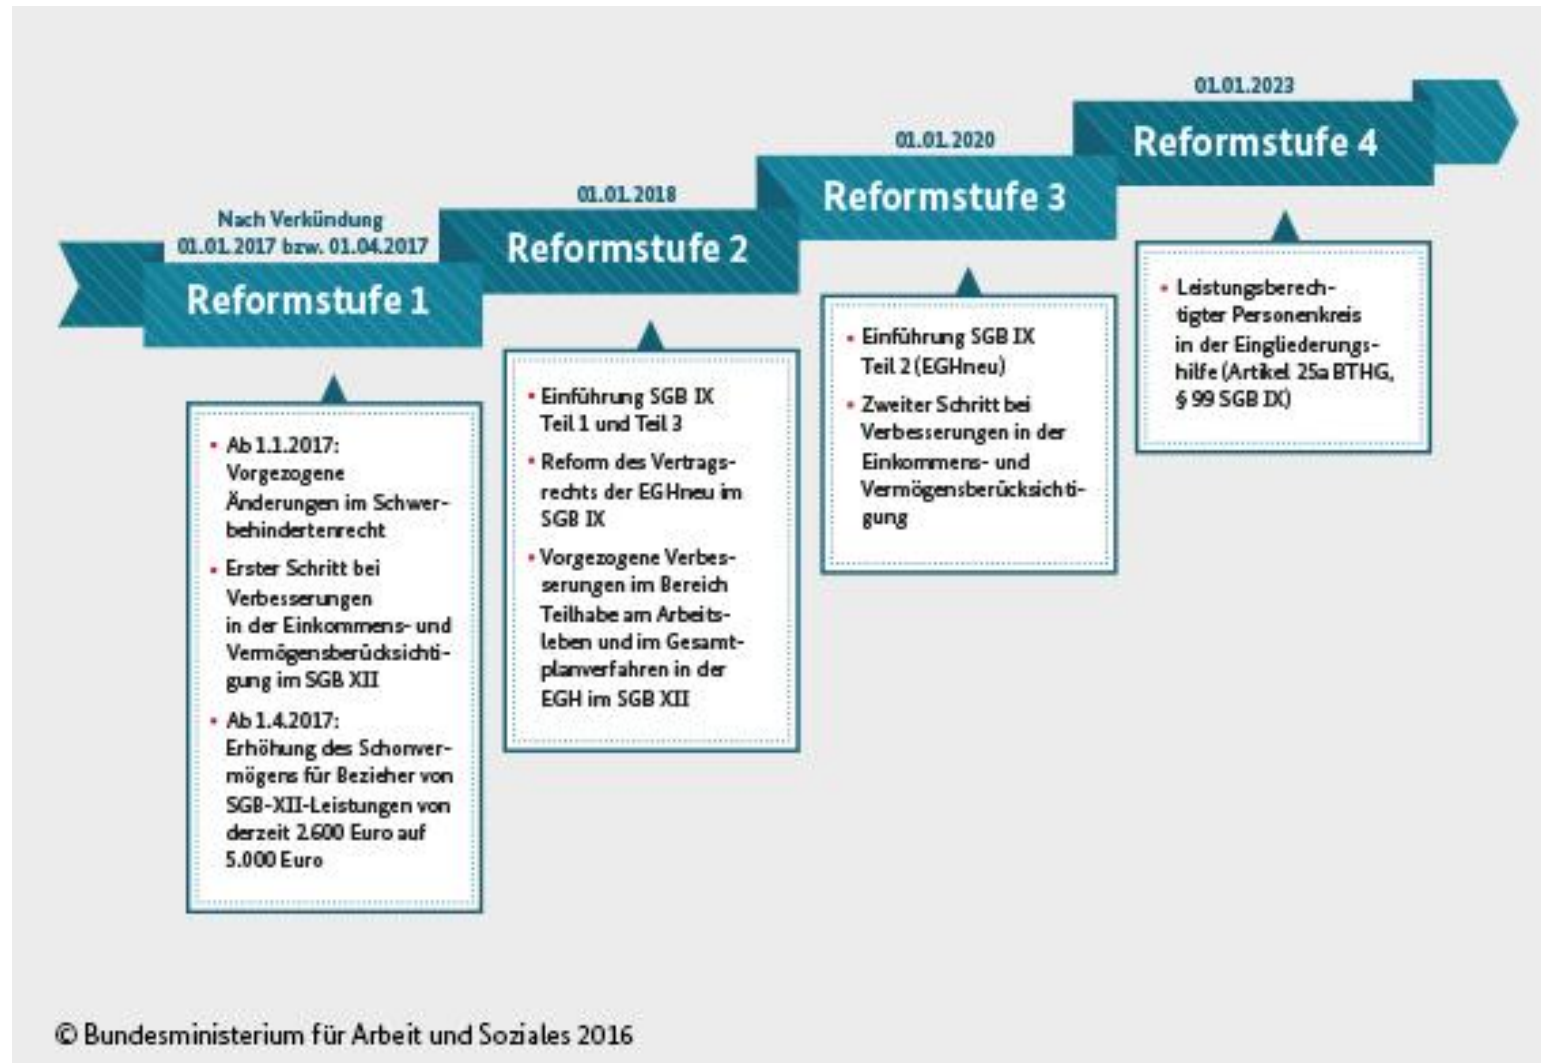 Nach Verkündung
01.01.2017 bzw. 01.04.2017
Reformstufe 1
• Ab 1.1.2017:
Vorgezogene
Änderungen im Schwer-
behindertenrecht
• Erster Schritt bei
Verbesserungen
in der Einkommens- und
Vermögensberücksichti-
gung im SGB XII
• Ab 1.4.2017:
Erhöhung des Schonver-
mögens für Bezieher von
SGB-XII-Leistungen von
derzeit 2.600 Euro auf
5.000 Euro
01.01.2018
Reformstufe 2
• Einführung SGB IX
Teil 1 und Teil 3
• Reform des Vertrags-
rechts der EGHneu im
SGB IX
• Vorgezogene Verbes-
serungen im Bereich
Teilhabe am Arbeits-
leben und im Gesamt-
planverfahren in der
EGH im SGB XII
01.01.2020
Reformstufe 3
• Einführung SGB IX
Teil 2 (EGHneu)
• Zweiter Schritt bei
Verbesserungen in der
Einkommens- und
Vermögensberücksichti-
gung
01.01.2023
Reformstufe 4
• Leistungsberech-
tigter Personenkreis
in der Eingliederungs-
hilfe (Artikel 25a BTHG,
§ 99 SGB IX)
© Bundesministerium für Arbeit und Soziales 2016